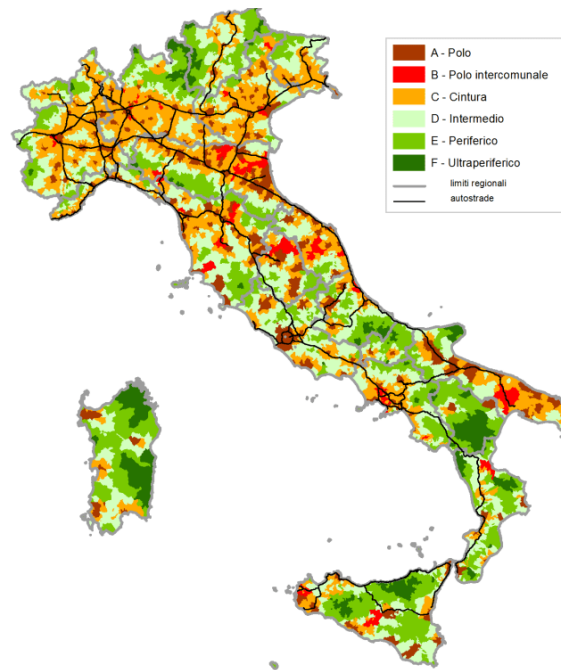 A - Polo
B - Polo intercomunale
C - Cintura
D - Intermedio
E - Periferico
F - Ultraperiferico
limiti regionali
autostrade